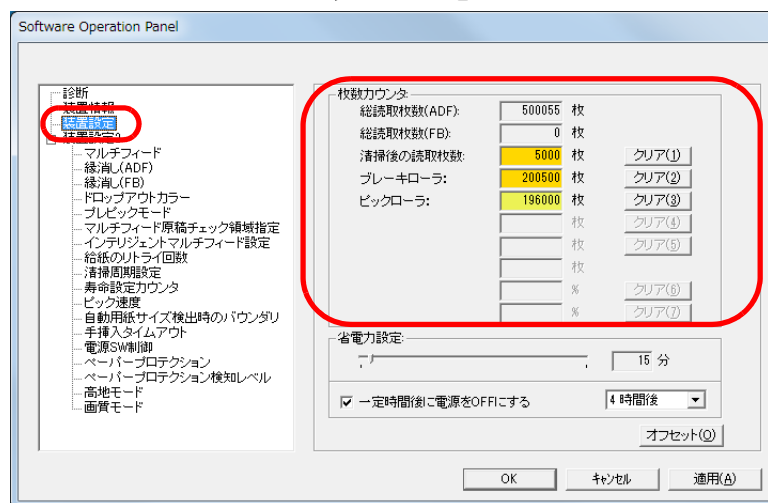 Software Operation Panel
診断
装置情報
装置設定
装置設定2
マルチフィード
縁消し(ADF)
縁消し(FB)
ドロップアウトカラー
プレピックモード
マルチフィード原稿チェック領域指定
インテリジェントマルチフィード設定
給紙のリトライ回数
清掃周期設定
寿命設定カウンタ
ピック速度
自動用紙サイズ検出時のバウンダリ
手挿入タイムアウト
電源SW制御
ペーパープロテクション
ペーパープロテクション検知レベル
高地モード
画質モード
枚数カウンタ:
総読取枚数(ADF): 500055 枚
総読取枚数(FB): 0 枚
清掃後の読取枚数: 5000 枚 クリア(1)
ブレーキローラ: 200500 枚 クリア(2)
ピックローラ: 196000 枚 クリア(3)
枚 クリア(4)
枚 クリア(5)
枚
% クリア(6)
% クリア(7)
省電力設定:
15 分
一定時間後に電源をOFFにする 4 時間後
オフセット(O)
OK キャンセル 適用(A)